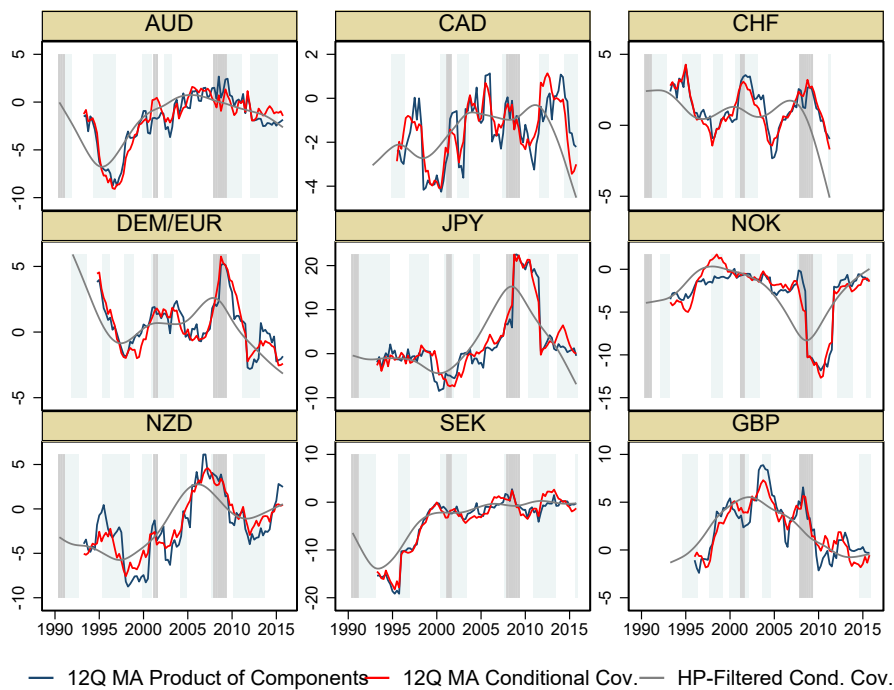 AUD
CAD
CHF
5
0
-5
-10
2
0
-2
-4
5
0
-5
DEM/EUR
JPY
NOK
5
0
-5
20
10
0
-10
0
-5
-10
-15
NZD
SEK
GBP
5
0
-5
-10
10
0
-10
-20
10
5
0
-5
1990 1995 2000 2005 2010 2015
1990 1995 2000 2005 2010 2015
1990 1995 2000 2005 2010 2015
12Q MA Product of Components 12Q MA Conditional Cov. HP-Filtered Cond. Cov.